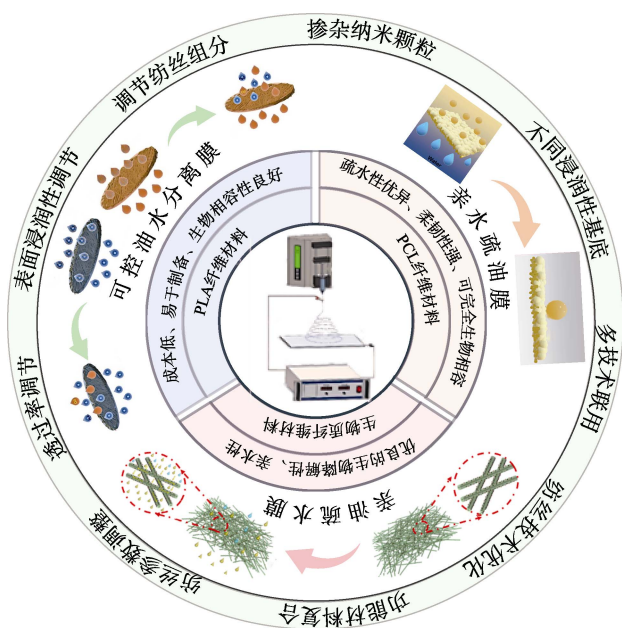 掺杂纳米颗粒
不同浸润性基底
多技术联用
纺丝技术优化
功能材料复合
纺丝参数调整
透过率调节
表面浸润性调节
调节纺丝组分
可控油水分离膜
亲水疏油膜
亲油疏水膜
成本低、易于制备、生物相容性良好
PLA纤维材料
疏水性优异、柔韧性强、可完全生物相容
PCL纤维材料
生物质纤维材料
优良的生物降解性、亲水性